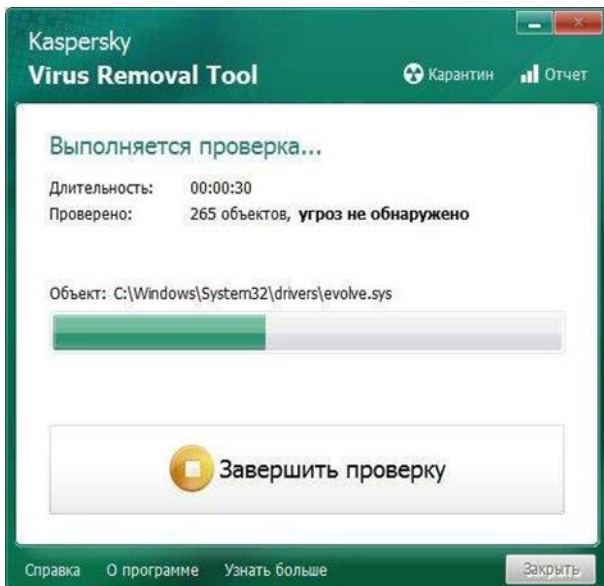 Kaspersky
Virus Removal Tool
Карантин
Отчет
Выполняется проверка...
Длительность: 00:00:30
Проверено: 265 объектов, угроз не обнаружено
Объект: C:\Windows\System32\drivers\evolve.sys
Завершить проверку
Справка О программе Узнать больше Закрыть